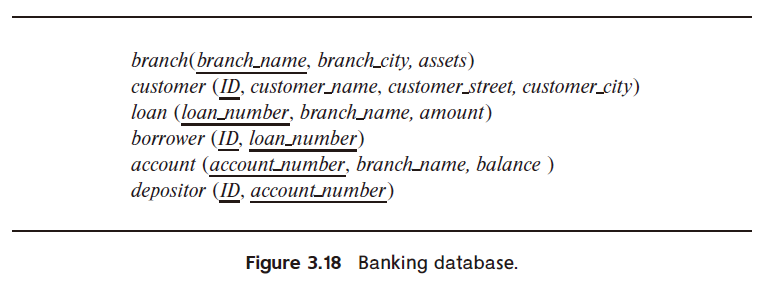 branch(branch_name, branch_city, assets)
customer (ID, customer_name, customer_street, customer_city)
loan (loan_number, branch_name, amount)
borrower (ID, loan_number)
account (account_number, branch_name, balance )
depositor (ID, account_number)
Figure 3.18 Banking database.